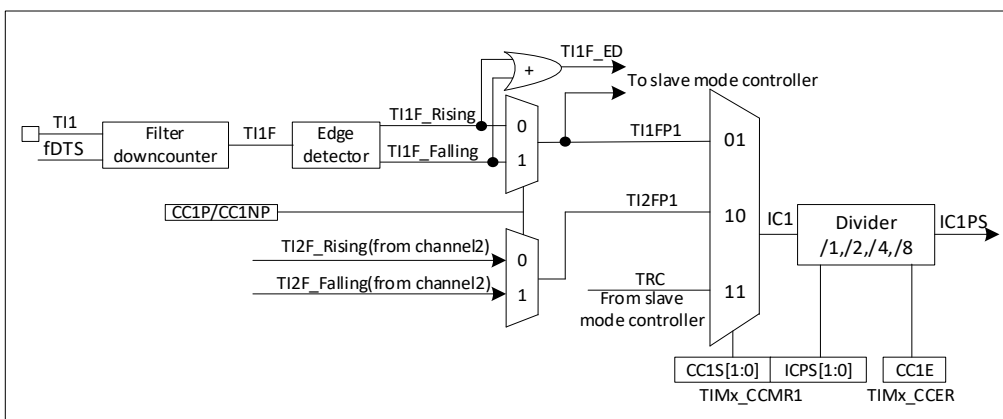 TI1F_ED
To slave mode controller
TI1
fDTS
Filter
downcounter
TI1F
Edge
detector
TI1F_Rising
TI1F_Falling
+
0
1
TI1FP1
01
CC1P/CC1NP
TI2FP1
10
IC1
Divider
/1,/2,/4,/8
IC1PS
TI2F_Rising(from channel2)
TI2F_Falling(from channel2)
0
1
TRC
From slave
mode controller
11
CC1S[1:0]
ICPS[1:0]
CC1E
TIMx_CCMR1
TIMx_CCER